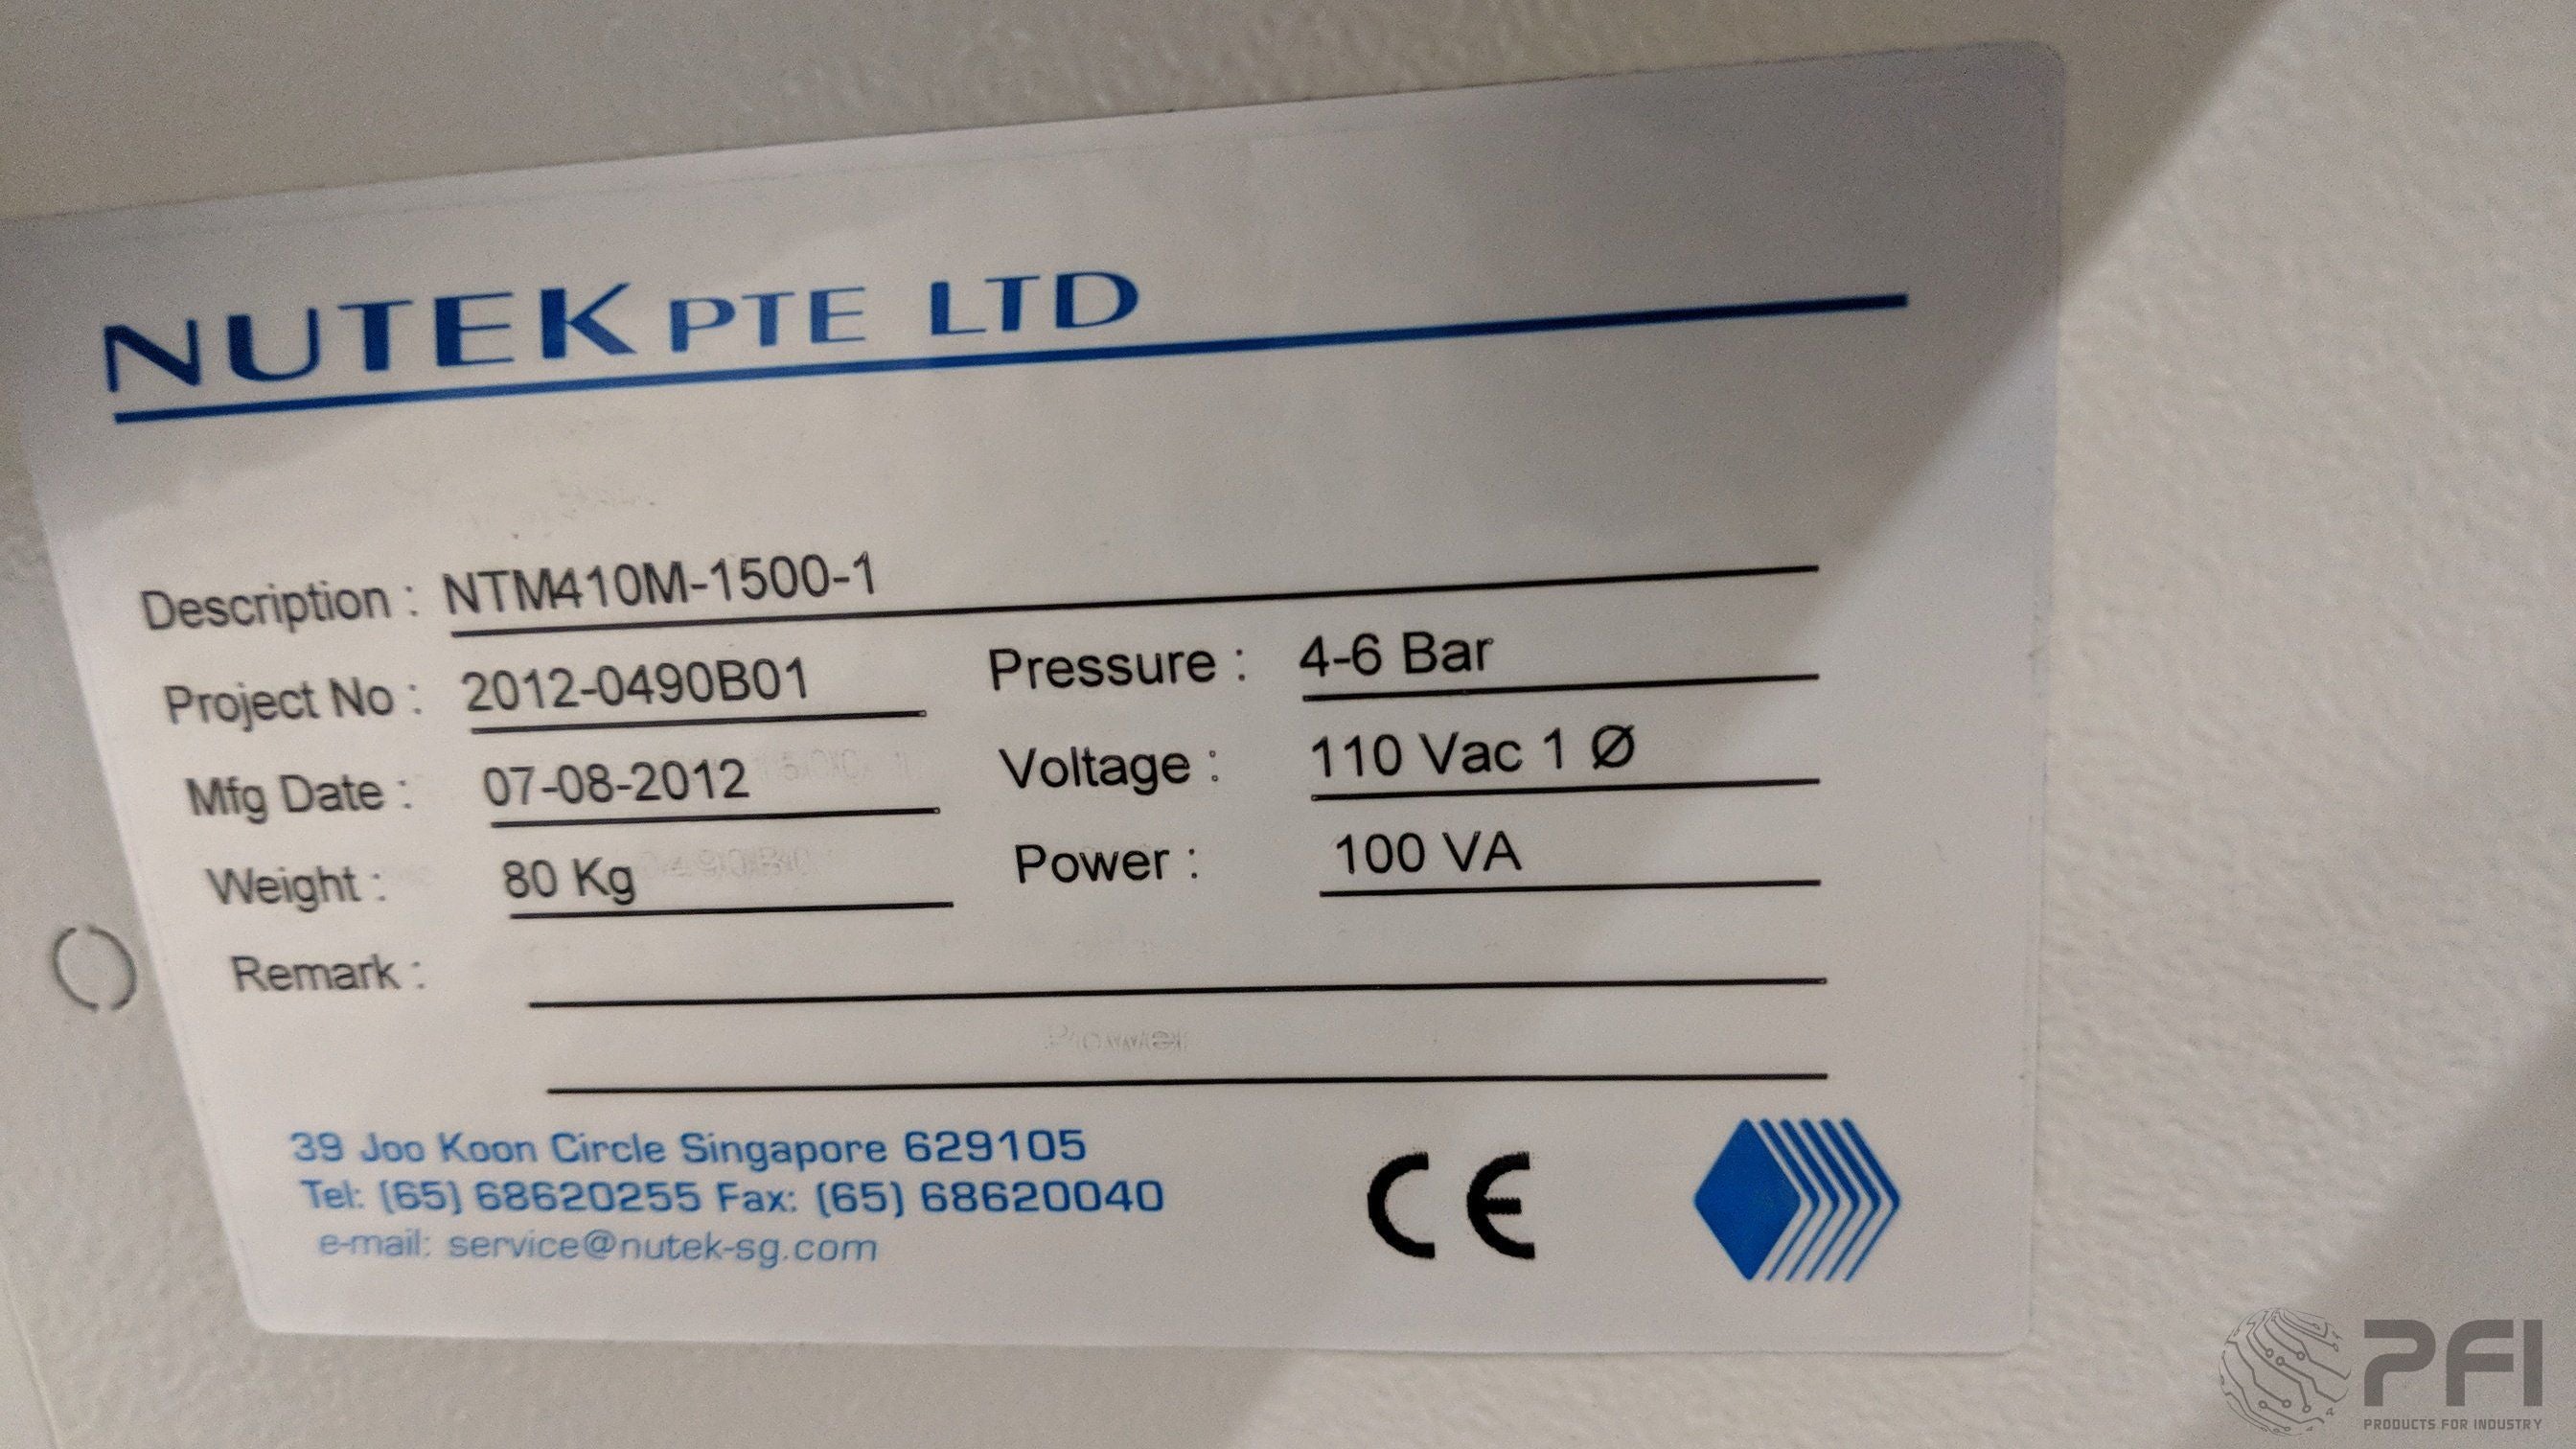 NUTEK PTE LTD
Description : NTM410M-1500-1
Project No : 2012-0490B01 Pressure : 4-6 Bar
Mfg Date : 07-08-2012 Voltage : 110 Vac 1 Ø
Weight : 80 Kg Power : 100 VA
Remark :
39 Joo Koon Circle Singapore 629105
Tel: (65) 68620255 Fax: (65) 68620040
e-mail: service@nutek-sg.com
CE
PFI
PRODUCTS FOR INDUSTRY